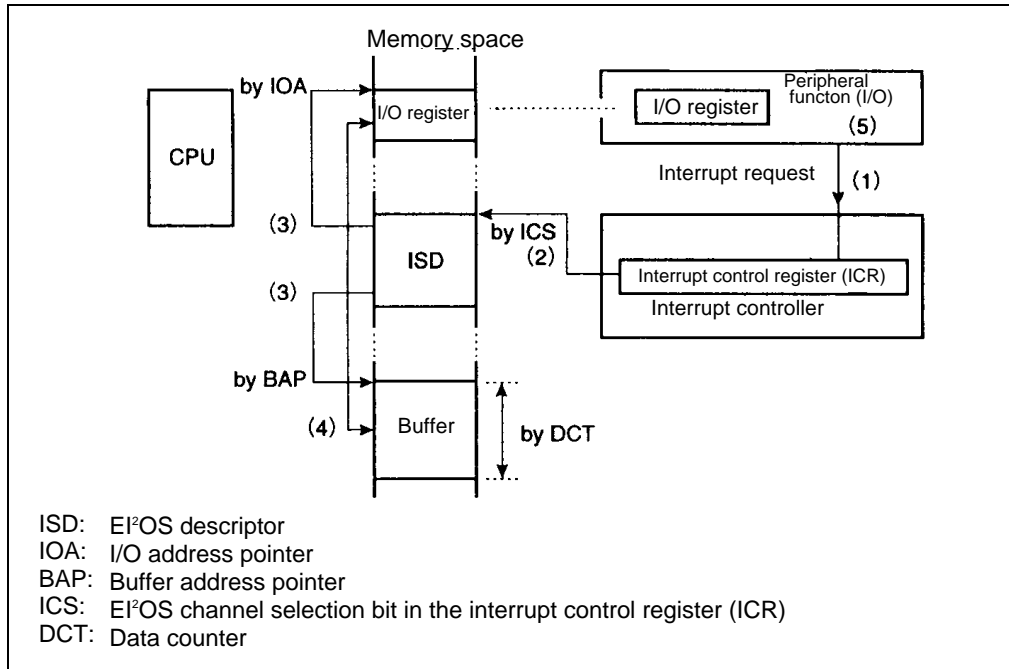 Memory space
by IOA
I/O register
CPU
Peripheral
functon (I/O)
I/O register
(5)
Interrupt request
(1)
(3)
by ICS
(2)
ISD
Interrupt control register (ICR)
Interrupt controller
(3)
by BAP
(4)
Buffer
by DCT
ISD: EI²OS descriptor
IOA: I/O address pointer
BAP: Buffer address pointer
ICS: EI²OS channel selection bit in the interrupt control register (ICR)
DCT: Data counter